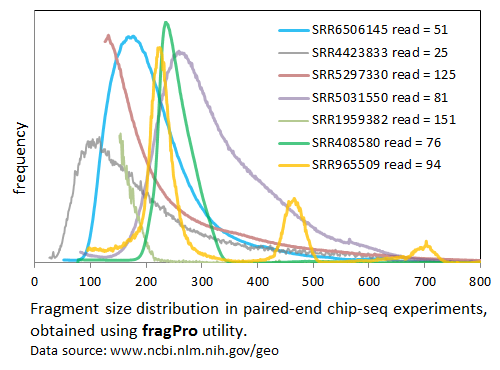 SRR6506145 read = 51
SRR4423833 read = 25
SRR5297330 read = 125
SRR5031550 read = 81
SRR1959382 read = 151
SRR408580 read = 76
SRR965509 read = 94
frequency
0 100 200 300 400 500 600 700 800
Fragment size distribution in paired-end chip-seq experiments,
obtained using fragPro utility.
Data source: www.ncbi.nlm.nih.gov/geo